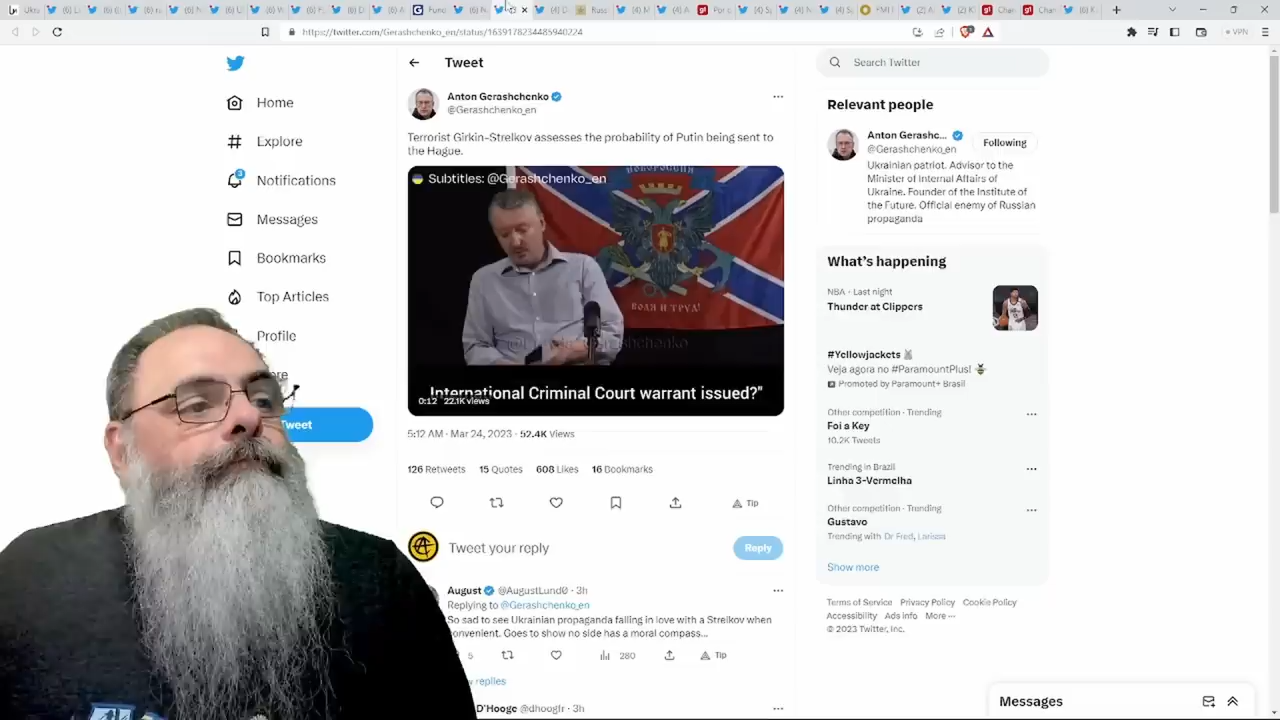 https://twitter.com/Gerashchenko_en/status/1639178234485940224
VPN
Home
Explore
3
Notifications
Messages
Bookmarks
Top Articles
Profile
Tweet
Tweet
Anton Gerashchenko
@Gerashchenko_en
Terrorist Girkin-Strelkov assesses the probability of Putin being sent to
the Hague.
Subtitles: @Gerashchenko_en
НОВОРОССИЯ
ВОЛЯ И ТРУД!
International Criminal Court warrant issued?"
0:12 22.1K views
5:12 AM · Mar 24, 2023 · 52.4K Views
126 Retweets 15 Quotes 608 Likes 16 Bookmarks
Tip
Tweet your reply
Reply
August @AugustLund0 · 3h
Replying to @Gerashchenko_en
So sad to see Ukrainian propaganda falling in love with a Strelkov when
convenient. Goes to show no side has a moral compass...
5 280 Tip
replies
D'Hooge @dhoogfr · 3h
Search Twitter
Relevant people
Anton Gerashc...
@Gerashchenko_en
Following
Ukrainian patriot. Advisor to the
Minister of Internal Affairs of
Ukraine. Founder of the Institute of
the Future. Official enemy of Russian
propaganda
What's happening
NBA · Last night
Thunder at Clippers
#Yellowjackets
Veja agora no #ParamountPlus!
Promoted by Paramount+ Brasil
Other competition · Trending
Foi a Key
10.2K Tweets
Trending in Brazil
Linha 3-Vermelha
Other competition · Trending
Gustavo
Trending with Dr Fred, Larissa
Show more
Terms of Service Privacy Policy Cookie Policy
Accessibility Ads info More ···
© 2023 Twitter, Inc.
Messages